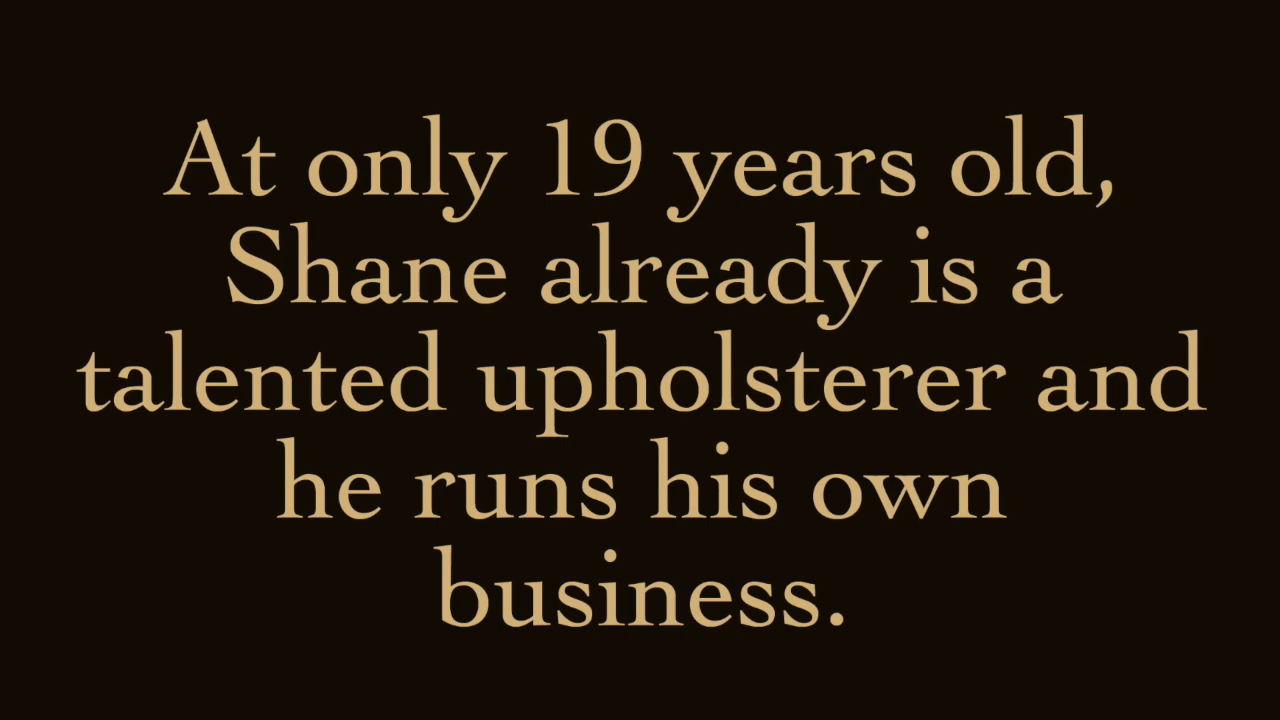 At only 19 years old,
Shane already is a
talented upholsterer and
he runs his own
business.